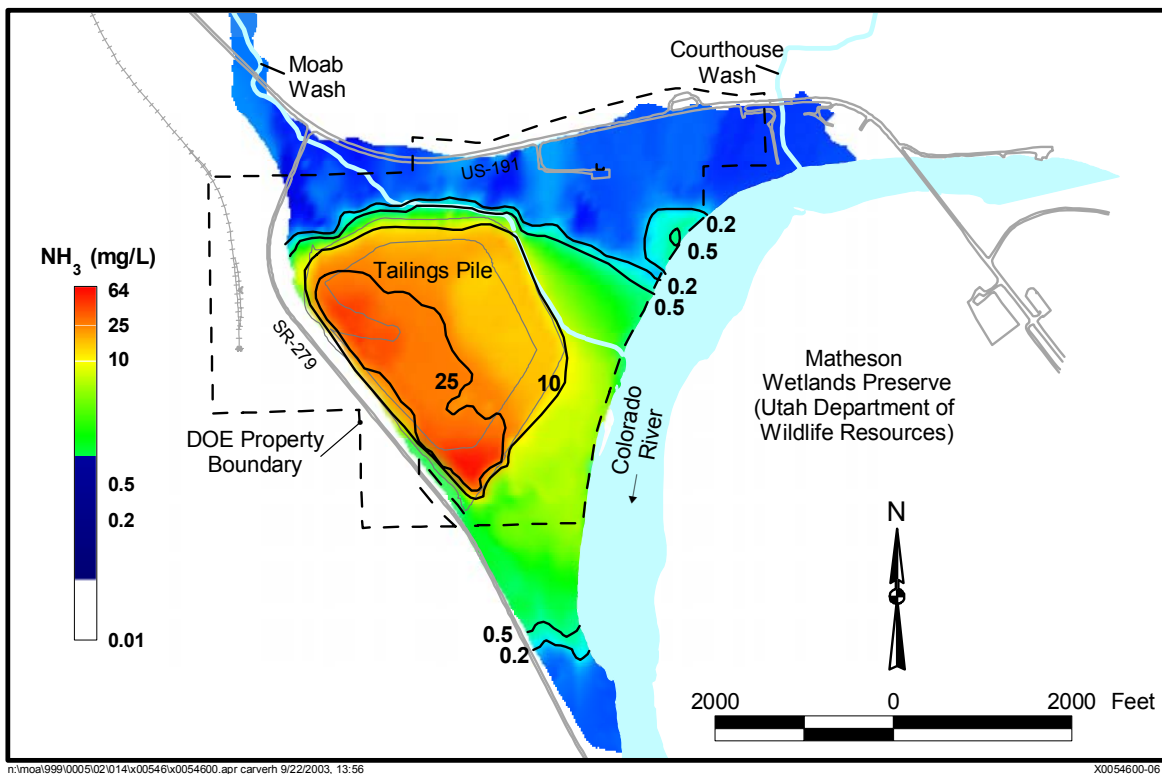 Moab
Wash
Courthouse
Wash
US-191
0.2
0.5
0.2
0.5
NH3 (mg/L)
64
25
10
0.5
0.2
0.01
Tailings Pile
SR-279
25
10
DOE Property
Boundary
Colorado
River
Matheson
Wetlands Preserve
(Utah Department of
Wildlife Resources)
N
0.5
0.2
2000 0 2000 Feet
n:\moa\999\0005\02\014\x00546\x0054600.apr carverh 9/22/2003, 13:56
X0054600-06